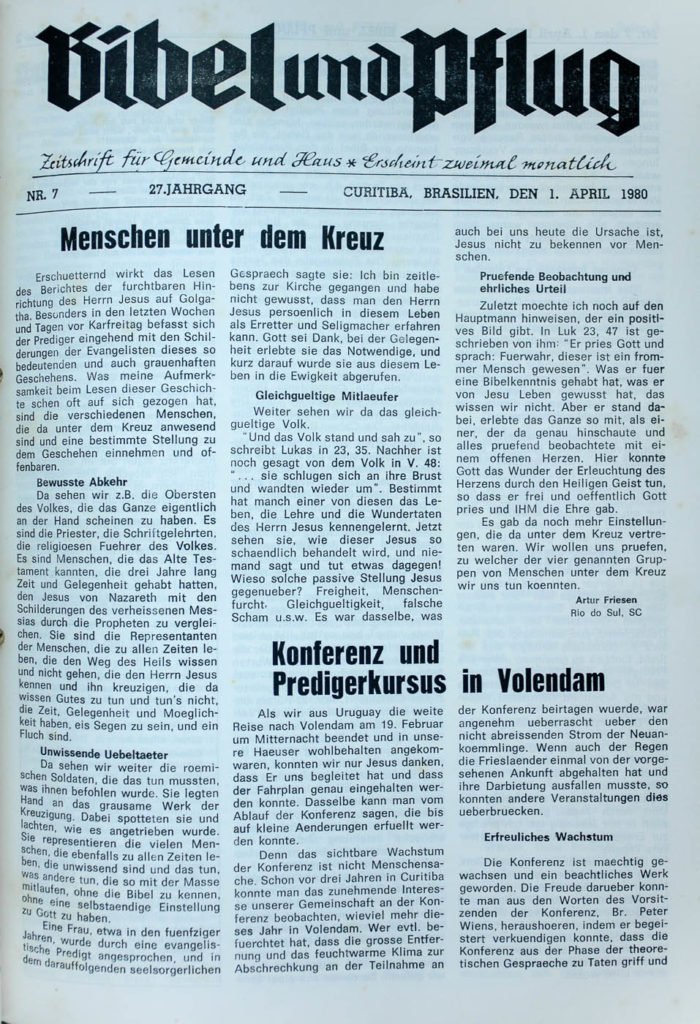 Bibel und Pflug
Zeitschrift für Gemeinde und Haus * Erscheint zweimal monatlich
NR. 7 — 27. JAHRGANG — CURITIBA, BRASILIEN, DEN 1. APRIL 1980
Menschen unter dem Kreuz
Erschuetternd wirkt das Lesen
des Berichtes der furchtbaren Hin-
richtung des Herrn Jesus auf Golga-
tha. Besonders in den letzten Wochen
und Tagen vor Karfreitag befasst sich
der Prediger eingehend mit den Schil-
derungen der Evangelisten dieses so
bedeutenden und auch grauenhaften
Geschehens. Was meine Aufmerk-
samkeit beim Lesen dieser Geschich-
te schen oft auf sich gezogen hat,
sind die verschiedenen Menschen,
die da unter dem Kreuz anwesend
sind und eine bestimmte Stellung zu
dem Geschehen einnehmen und of-
fenbaren.
Bewusste Abkehr
Da sehen wir z.B. die Obersten
des Volkes, die das Ganze eigentlich
an der Hand scheinen zu haben. Es
sind die Priester, die Schriftgelehrten,
die religioesen Fuehrer des Volkes.
Es sind Menschen, die das Alte Tes-
tament kannten, die drei Jahre lang
Zeit und Gelegenheit gehabt hatten,
den Jesus von Nazareth mit den
Schilderungen des verheissenen Mes-
sias durch die Propheten zu verglei-
chen. Sie sind die Representanten
der Menschen, die zu allen Zeiten le-
ben, die den Weg des Heils wissen
und nicht gehen, die den Herrn Jesus
kennen und ihn kreuzigen, die da
wissen Gutes zu tun und tun's nicht,
die Zeit, Gelegenheit und Moeglich-
keit haben, eis Segen zu sein, und ein
Fluch sind.
Unwissende Uebeltaeter
Da sehen wir weiter die roemi-
schen Soldaten, die das tun mussten,
was ihnen befohlen wurde. Sie legten
Hand an das grausame Werk der
Kreuzigung. Dabei spotteten sie und
lachten, wie es angetrieben wurde.
Sie representieren die vielen Men-
schen, die ebenfalls zu allen Zeiten le-
ben, die unwissend sind und das tun,
was andere tun, die so mit der Masse
mitlaufen, ohne die Bibel zu kennen,
ohne eine selbstaendige Einstellung
zu Gott zu haben.
Eine Frau, etwa in den fuenfziger
Jahren, wurde durch eine evangelis-
tische Predigt angesprochen, und in
dem darauffolgenden seelsorgerlichen
Gespraech sagte sie: Ich bin zeitle-
bens zur Kirche gegangen und habe
nicht gewusst, dass man den Herrn
Jesus persoenlich in diesem Leben
als Erretter und Seligmacher erfahren
kann. Gott sei Dank, bei der Gelegen-
heit erlebte sie das Notwendige, und
kurz darauf wurde sie aus diesem Le-
ben in die Ewigkeit abgerufen.
Gleichgueltige Mitlaeufer
Weiter sehen wir da das gleich-
gueltige Volk.
"Und das Volk stand und sah zu", so
schreibt Lukas in 23, 35. Nachher ist
noch gesagt von dem Volk in V. 48:
"... sie schlugen sich an ihre Brust
und wandten wieder um". Bestimmt
hat manch einer von diesen das Le-
ben, die Lehre und die Wundertaten
des Herrn Jesus kennengelernt. Jetzt
sehen sie, wie dieser Jesus so
schaendlich behandelt wird, und nie-
mand sagt und tut etwas dagegen!
Wieso solche passive Stellung Jesus
gegenueber? Freigheit, Menschen-
furcht, Gleichgueltigkeit, falsche
Scham u.s.w. Es war dasselbe, was
auch bei uns heute die Ursache ist,
Jesus nicht zu bekennen vor Men-
schen.
Pruefende Beobachtung und
ehrliches Urteil
Zuletzt moechte ich noch auf den
Hauptmann hinweisen, der ein positi-
ves Bild gibt. In Luk 23, 47 ist ge-
schrieben von ihm: "Er pries Gott und
sprach: Fuerwahr, dieser ist ein from-
mer Mensch gewesen". Was er fuer
eine Bibelkenntnis gehabt hat, was er
von Jesu Leben gewusst hat, das
wissen wir nicht. Aber er stand da-
bei, erlebte das Ganze so mit, als ei-
ner, der da genau hinschaute und
alles pruefend beobachtete mit ei-
nem offenen Herzen. Hier konnte
Gott das Wunder der Erleuchtung des
Herzens durch den Heiligen Geist tun,
so dass er frei und oeffentlich Gott
pries und IHM die Ehre gab.
Es gab da noch mehr Einstellun-
gen, die da unter dem Kreuz vertre-
ten waren. Wir wollen uns pruefen,
zu welcher der vier genannten Grup-
pen von Menschen unter dem Kreuz
wir uns tun koennten.
Artur Friesen
Rio do Sul, SC
Konferenz und
Predigerkursus in Volendam
Als wir aus Uruguay die weite
Reise nach Volendam am 19. Februar
um Mitternacht beendet und in unse-
re Haeuser wohlbehalten angekom-
waren, konnten wir nur Jesus danken,
dass Er uns begleitet hat und dass
der Fahrplan genau eingehalten wer-
den konnte. Dasselbe kann man vom
Ablauf der Konferenz sagen, die bis
auf kleine Aenderungen erfuellt wer-
den konnte.
Denn das sichtbare Wachstum
der Konferenz ist nicht Menschensa-
che. Schon vor drei Jahren in Curitiba
konnte man das zunehmende Interes-
se unserer Gemeinschaft an der Kon-
ferenz beobachten, wieviel mehr die-
ses Jahr in Volendam. Wer evtl. be-
fuerchtet hat, dass die grosse Entfer-
nung und das feuchtwarme Klima zur
Abschreckung an der Teilnahme an
der Konferenz beirtagen wuerde, war
angenehm ueberrascht ueber den
nicht abreissenden Strom der Neuan-
koemmlinge. Wenn auch der Regen
die Frieslaender einmal von der vorge-
sehenen Ankunft abgehalten hat und
ihre Darbietung ausfallen musste, so
konnten andere Veranstaltungen dies
ueberbruecken.
Erfreuliches Wachstum
Die Konferenz ist maechtig ge-
wachsen und ein beachtliches Werk
geworden. Die Freude darueber konn-
te man aus den Worten des Vorsit-
zenden der Konferenz, Br. Peter
Wiens, heraushoeren, indem er begei-
stert verkuendigen konnte, dass die
Konferenz aus der Phase der theore-
tischen Gespraeche zu Taten griff und